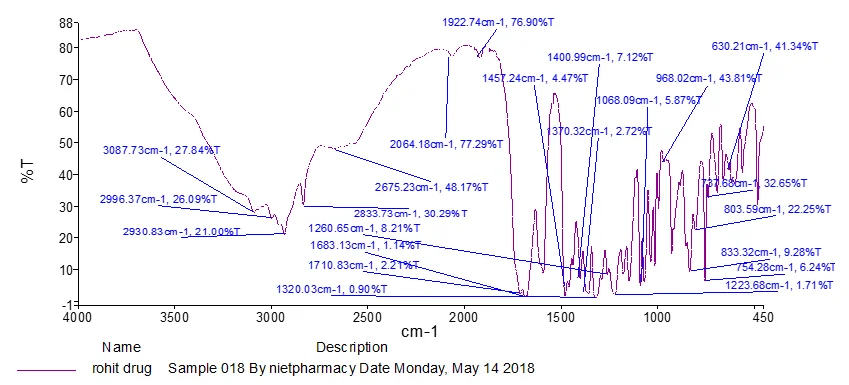 1922.74cm-1, 76.90%T
88
80
1400.99cm-1, 7.12%T
630.21cm-1, 41.34%T
70
1457.24cm-1, 4.47%T
968.02cm-1, 43.81%T
60
1068.09cm-1, 5.87%T
50
1370.32cm-1, 2.72%T
2064.18cm-1, 77.29%T
3087.73cm-1, 27.84%T
%T
40
2675.23cm-1, 48.17%T
737.68cm-1, 32.65%T
2996.37cm-1, 26.09%T
30
2833.73cm-1, 30.29%T
803.59cm-1, 22.25%T
2930.83cm-1, 21.00%T
1260.65cm-1, 8.21%T
20
1683.13cm-1, 1.14%T
833.32cm-1, 9.28%T
1710.83cm-1, 2.21%T
754.28cm-1, 6.24%T
10
1320.03cm-1, 0.90%T
1223.68cm-1, 1.71%T
-1
4000 3500 3000 2500 2000 1500 1000 450
cm-1
Name Description
rohit drug Sample 018 By nietpharmacy Date Monday, May 14 2018